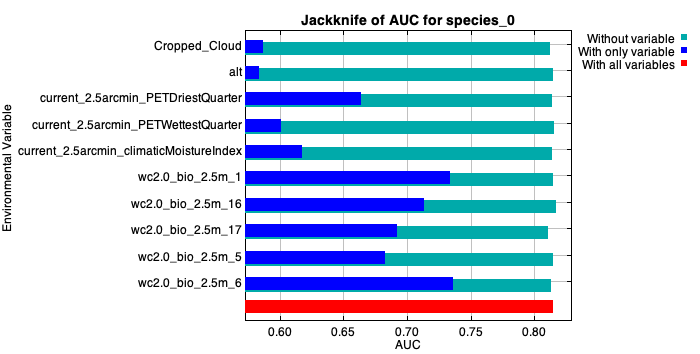 Jackknife of AUC for species_0
Without variable
With only variable
With all variables
Environmental Variable
Cropped_Cloud
alt
current_2.5arcmin_PETDriestQuarter
current_2.5arcmin_PETWettestQuarter
current_2.5arcmin_climaticMoistureIndex
wc2.0_bio_2.5m_1
wc2.0_bio_2.5m_16
wc2.0_bio_2.5m_17
wc2.0_bio_2.5m_5
wc2.0_bio_2.5m_6
0.60 0.65 0.70 0.75 0.80
AUC